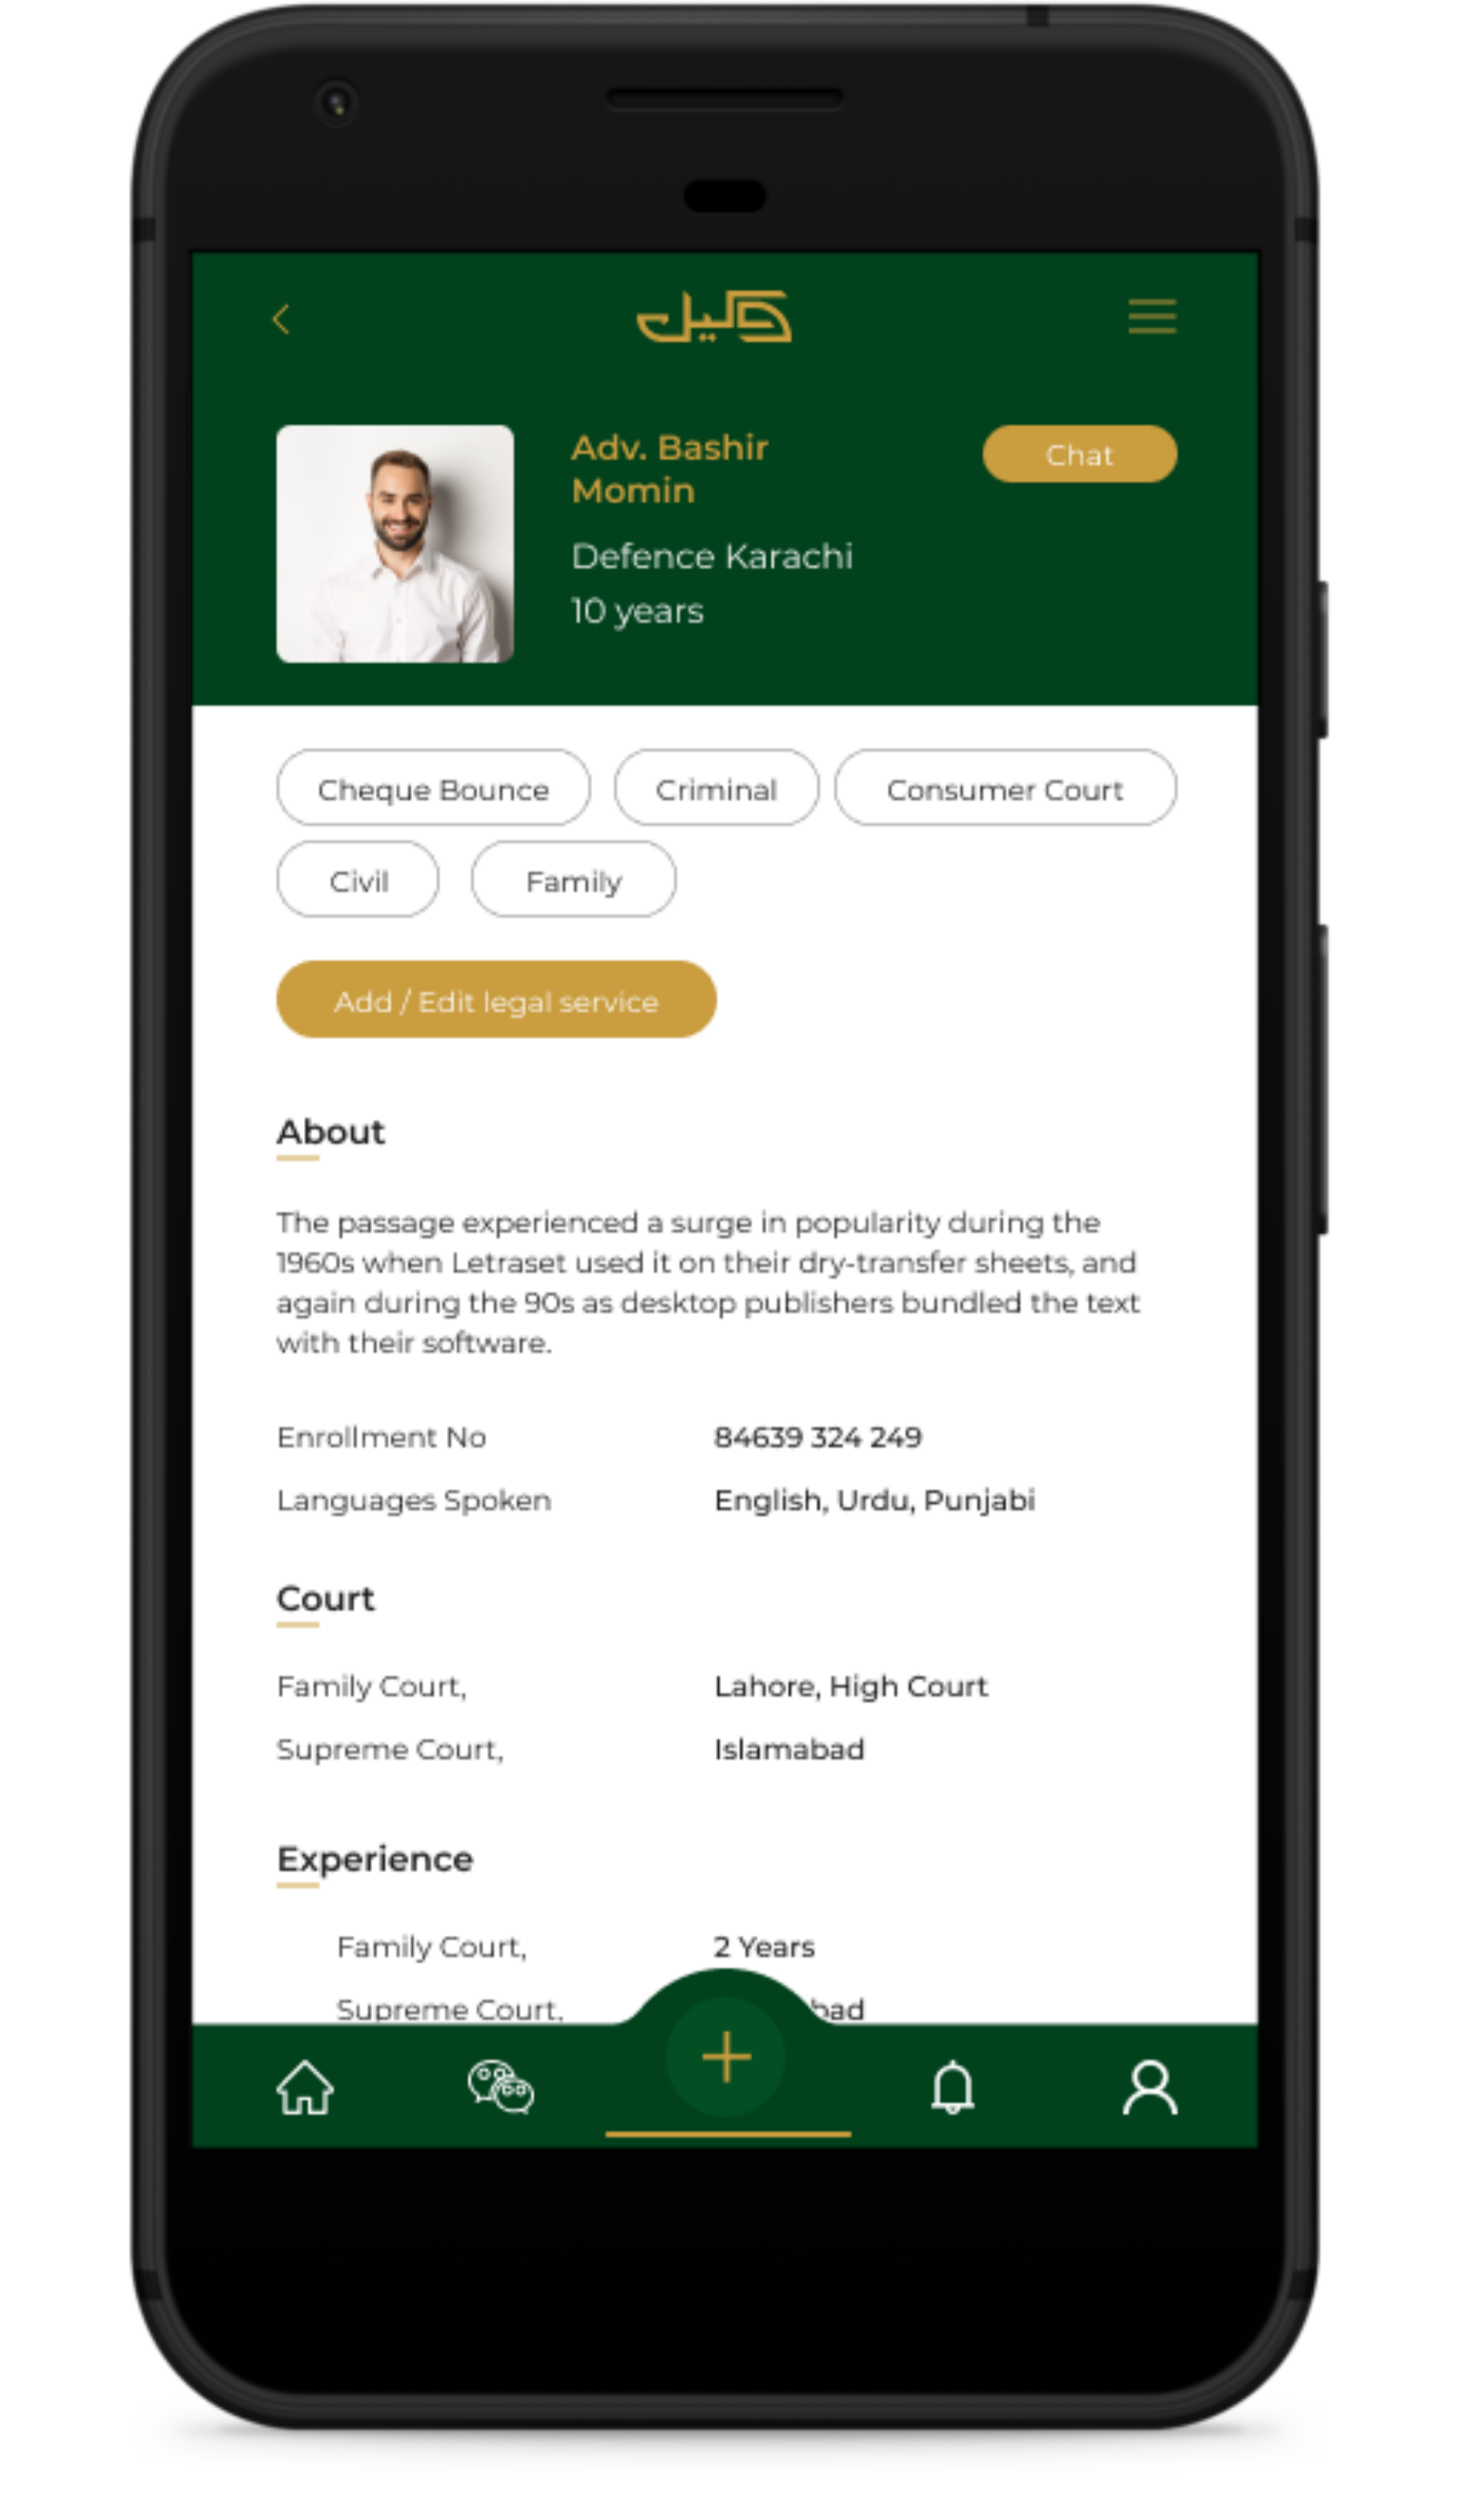 وکیل
Adv. Bashir
Momin
Chat
Defence Karachi
10 years
Cheque Bounce
Criminal
Consumer Court
Civil
Family
Add / Edit legal service
About
The passage experienced a surge in popularity during the
1960s when Letraset used it on their dry-transfer sheets, and
again during the 90s as desktop publishers bundled the text
with their software.
Enrollment No 84639 324 249
Languages Spoken English, Urdu, Punjabi
Court
Family Court, Lahore, High Court
Supreme Court, Islamabad
Experience
Family Court, 2 Years
Supreme Court, bad